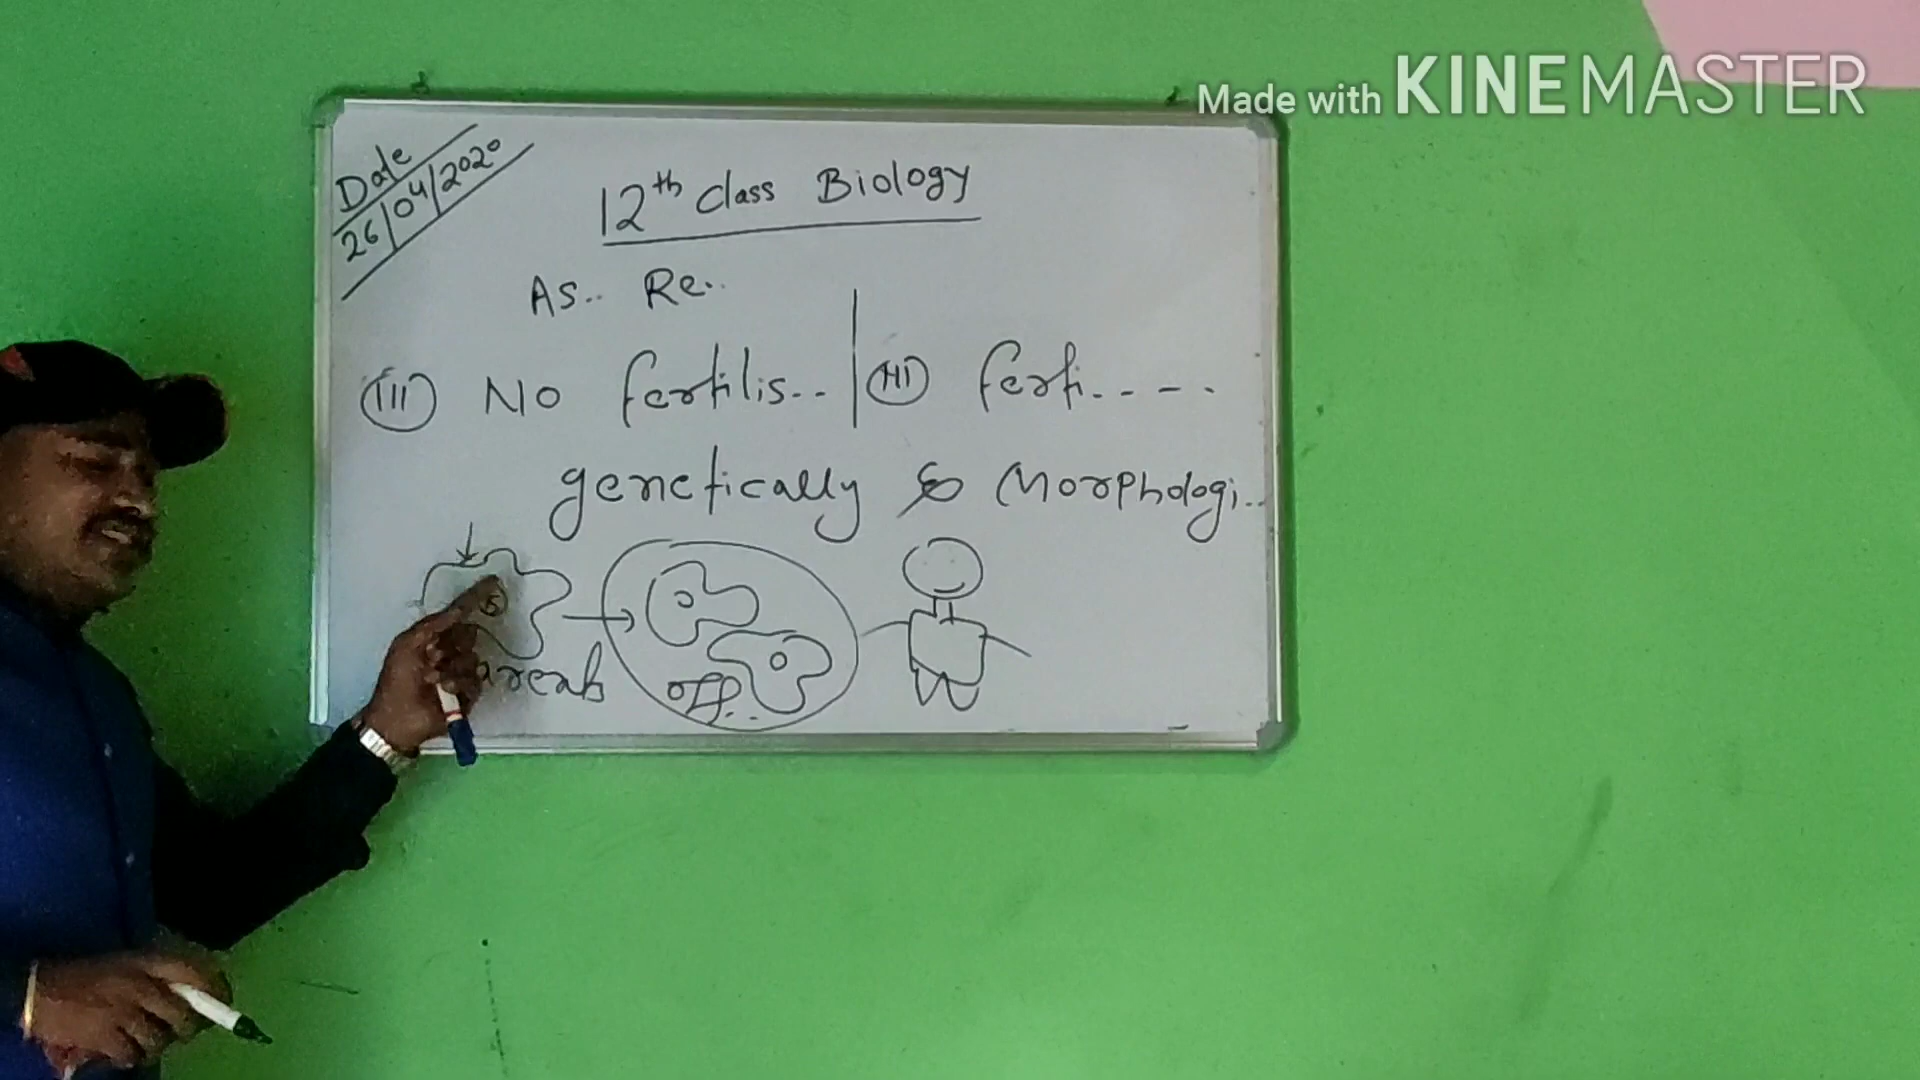 Made with KINEMASTER
Date
26/04/2020
12th class Biology
As.. Re..
(III) No fertilis.. (III) ferti.----
genetically & Morphologi..
arents
off...